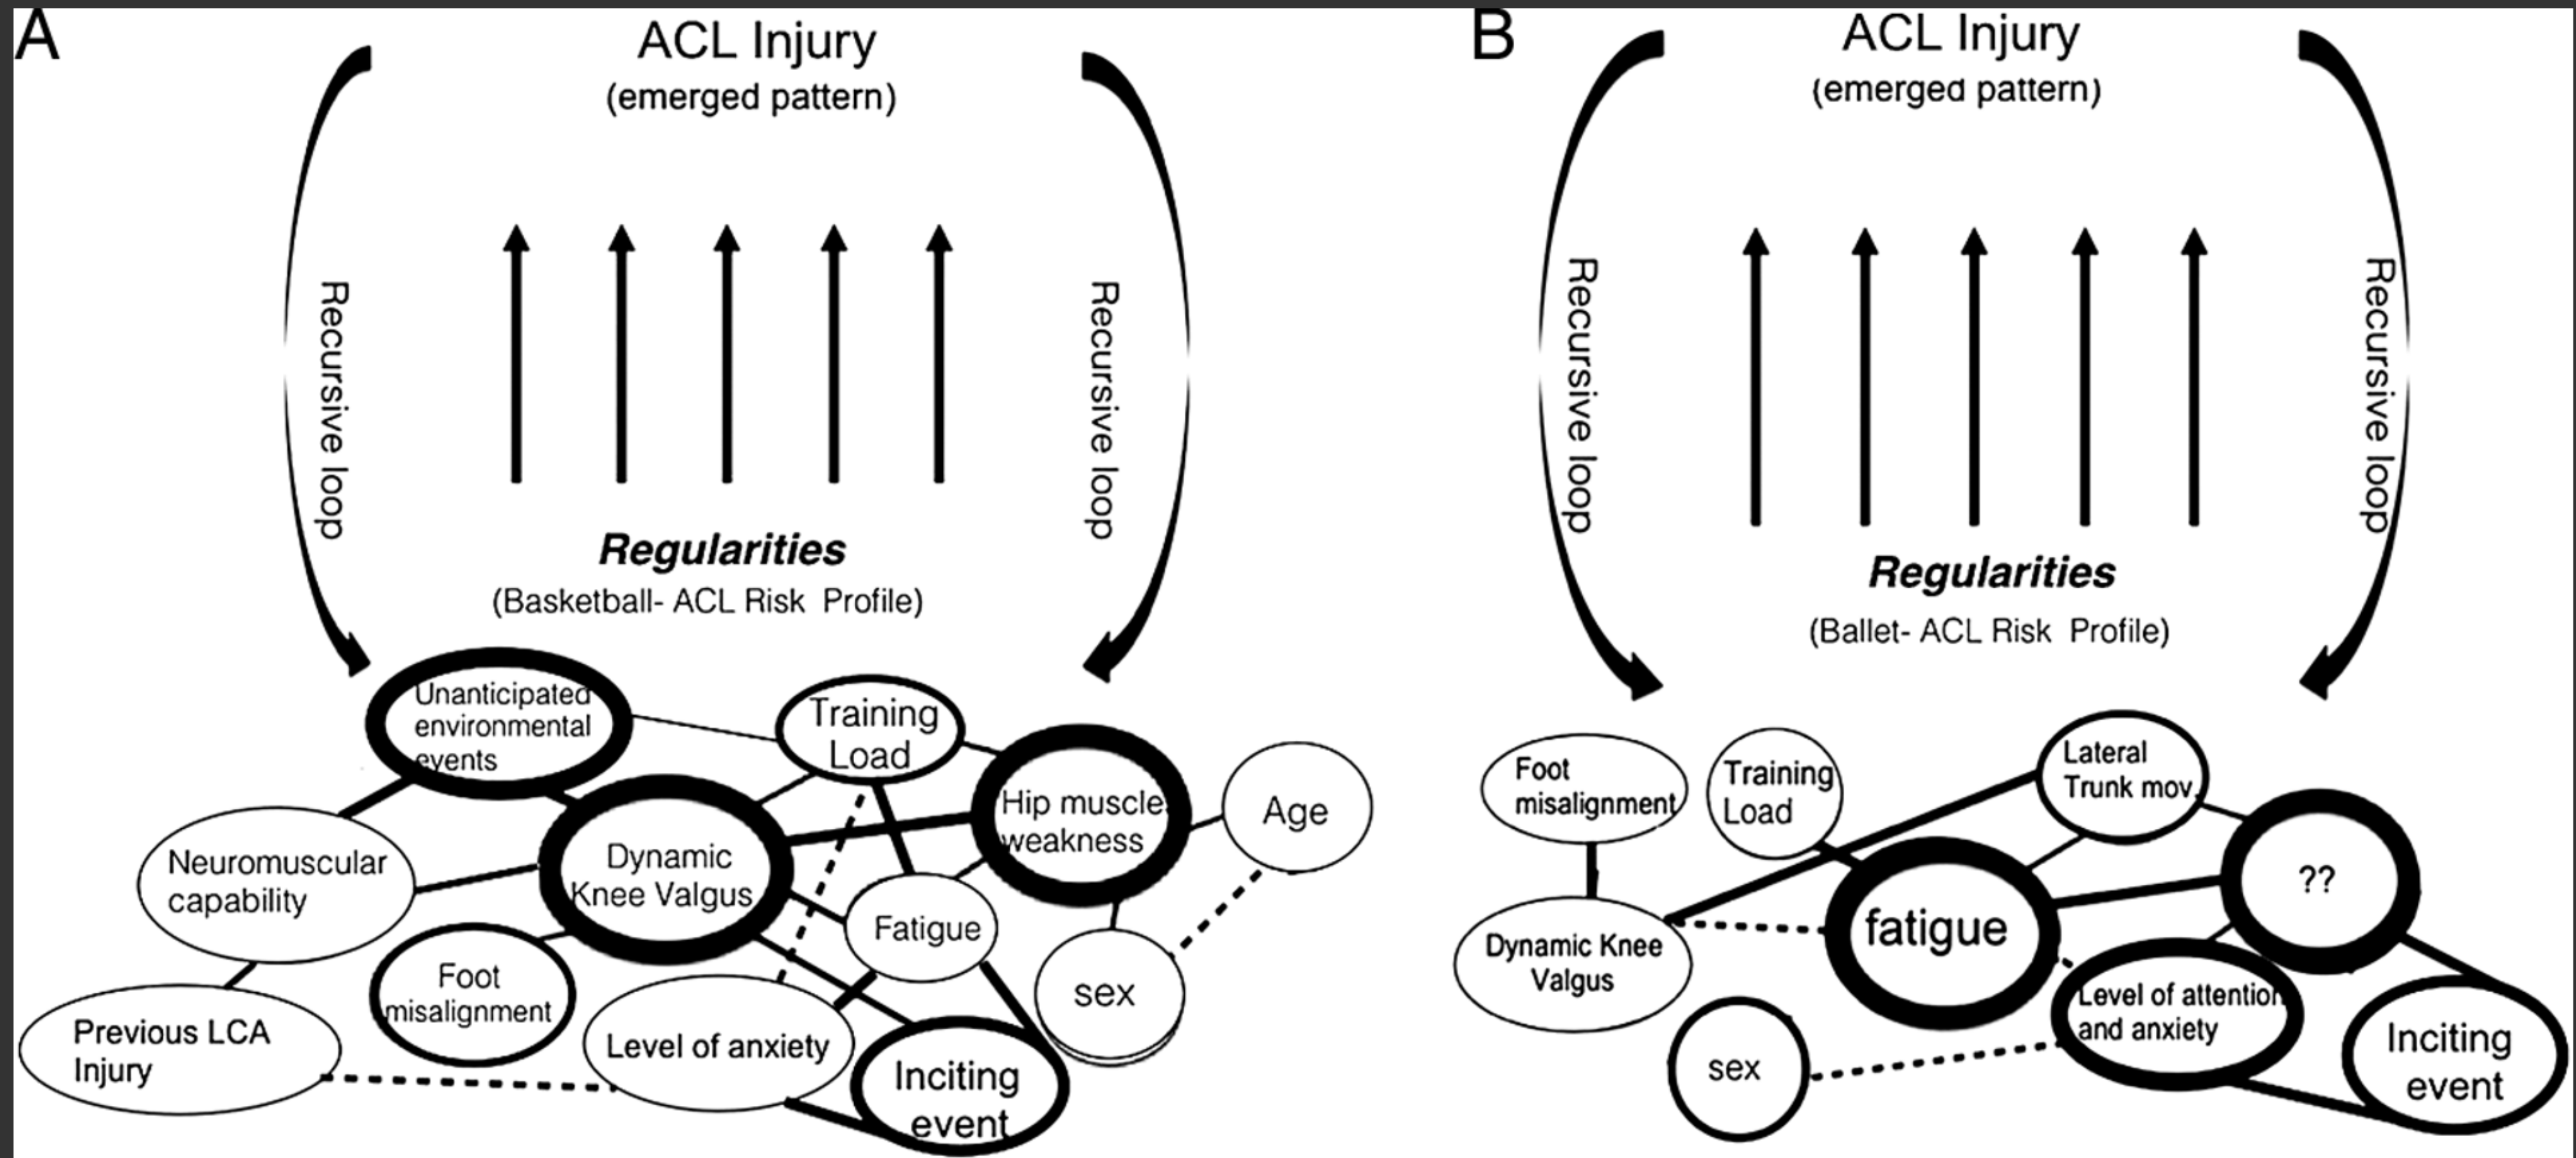 A
ACL Injury
(emerged pattern)
Recursive loop
Recursive loop
Regularities
(Basketball- ACL Risk Profile)
Unanticipated
environmental
events
Training
Load
Hip muscle
weakness
Age
Dynamic
Knee Valgus
Neuromuscular
capability
Fatigue
Foot
misalignment
sex
Previous LCA
Injury
Level of anxiety
Inciting
event
B
ACL Injury
(emerged pattern)
Recursive loop
Recursive loop
Regularities
(Ballet- ACL Risk Profile)
Foot
misalignment
Training
Load
Lateral
Trunk mov.
??
fatigue
Dynamic Knee
Valgus
Level of attention
and anxiety
sex
Inciting
event